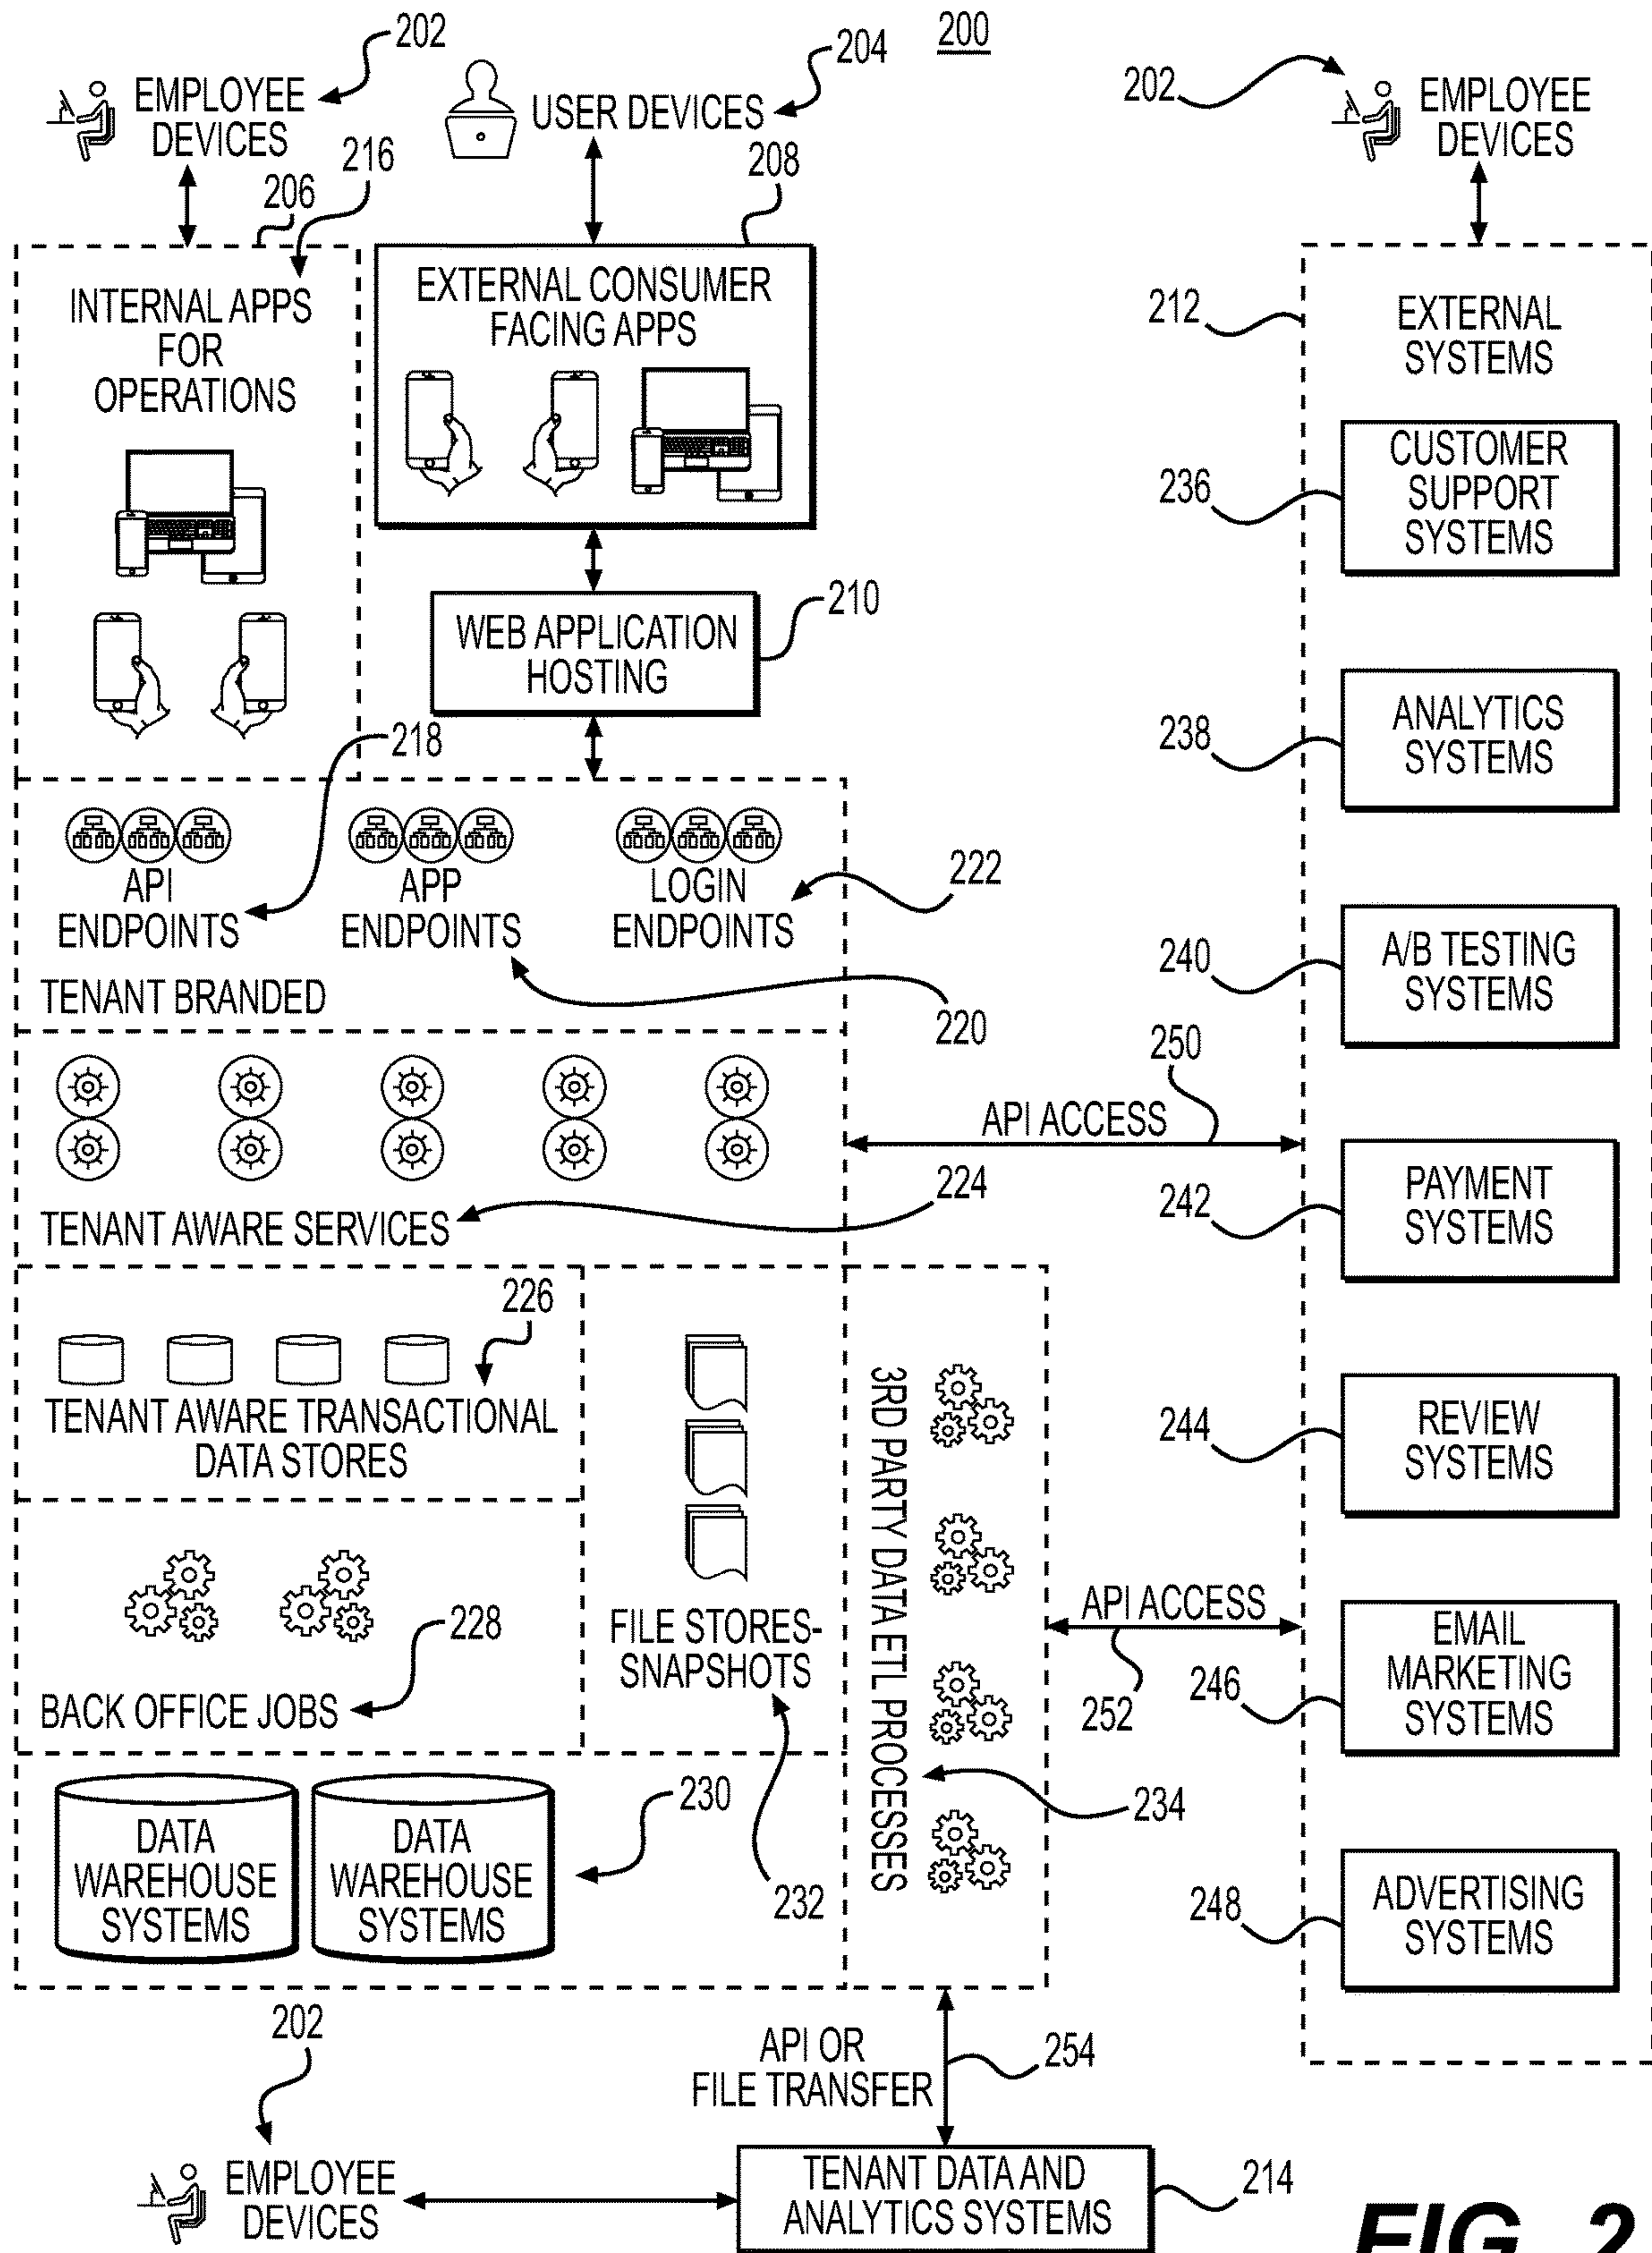 200
202
EMPLOYEE
DEVICES
204
USER DEVICES
202
EMPLOYEE
DEVICES
206
216
208
INTERNAL APPS
FOR
OPERATIONS
EXTERNAL CONSUMER
FACING APPS
210
WEB APPLICATION
HOSTING
218
API
ENDPOINTS
APP
ENDPOINTS
LOGIN
ENDPOINTS
222
TENANT BRANDED
220
TENANT AWARE SERVICES
224
API ACCESS
250
226
TENANT AWARE TRANSACTIONAL
DATA STORES
228
BACK OFFICE JOBS
FILE STORES-
SNAPSHOTS
232
3RD PARTY DATA ETL PROCESSES
234
API ACCESS
252
DATA
WAREHOUSE
SYSTEMS
DATA
WAREHOUSE
SYSTEMS
230
212
EXTERNAL
SYSTEMS
236
CUSTOMER
SUPPORT
SYSTEMS
238
ANALYTICS
SYSTEMS
240
A/B TESTING
SYSTEMS
242
PAYMENT
SYSTEMS
244
REVIEW
SYSTEMS
246
EMAIL
MARKETING
SYSTEMS
248
ADVERTISING
SYSTEMS
API OR
FILE TRANSFER
254
202
EMPLOYEE
DEVICES
TENANT DATA AND
ANALYTICS SYSTEMS
214
FIG. 2